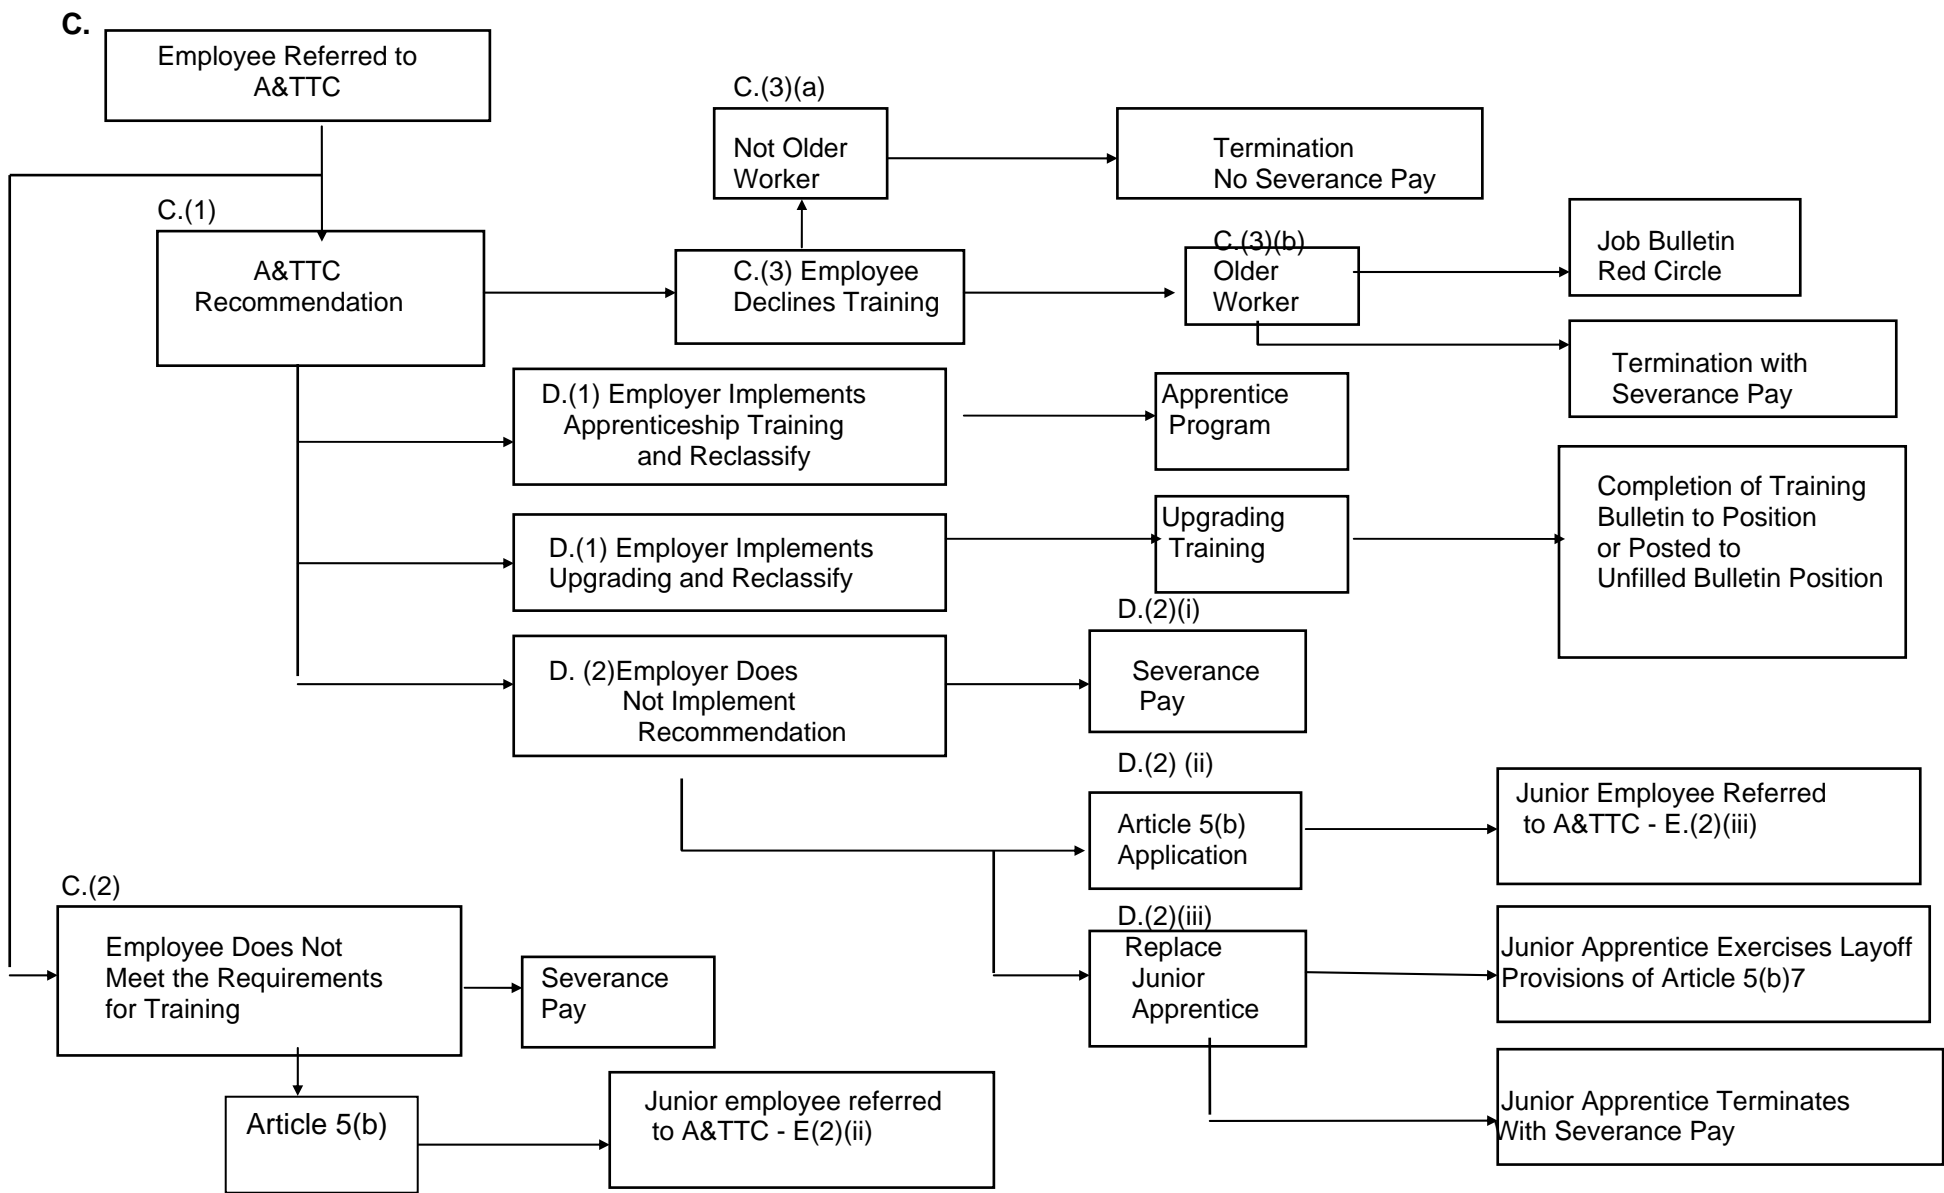 C.
Employee Referred to
A&TTC
C.(3)(a)
Not Older
Worker
Termination
No Severance Pay
C.(1)
A&TTC
Recommendation
C.(3) Employee
Declines Training
C.(3)(b)
Older
Worker
Job Bulletin
Red Circle
Termination with
Severance Pay
D.(1) Employer Implements
Apprenticeship Training
and Reclassify
Apprentice
Program
D.(1) Employer Implements
Upgrading and Reclassify
Upgrading
Training
Completion of Training
Bulletin to Position
or Posted to
Unfilled Bulletin Position
D. (2)Employer Does
Not Implement
Recommendation
D.(2)(i)
Severance
Pay
D.(2) (ii)
Article 5(b)
Application
Junior Employee Referred
to A&TTC - E.(2)(iii)
D.(2)(iii)
Replace
Junior
Apprentice
Junior Apprentice Exercises Layoff
Provisions of Article 5(b)7
Junior Apprentice Terminates
With Severance Pay
C.(2)
Employee Does Not
Meet the Requirements
for Training
Severance
Pay
Article 5(b)
Junior employee referred
to A&TTC - E(2)(ii)